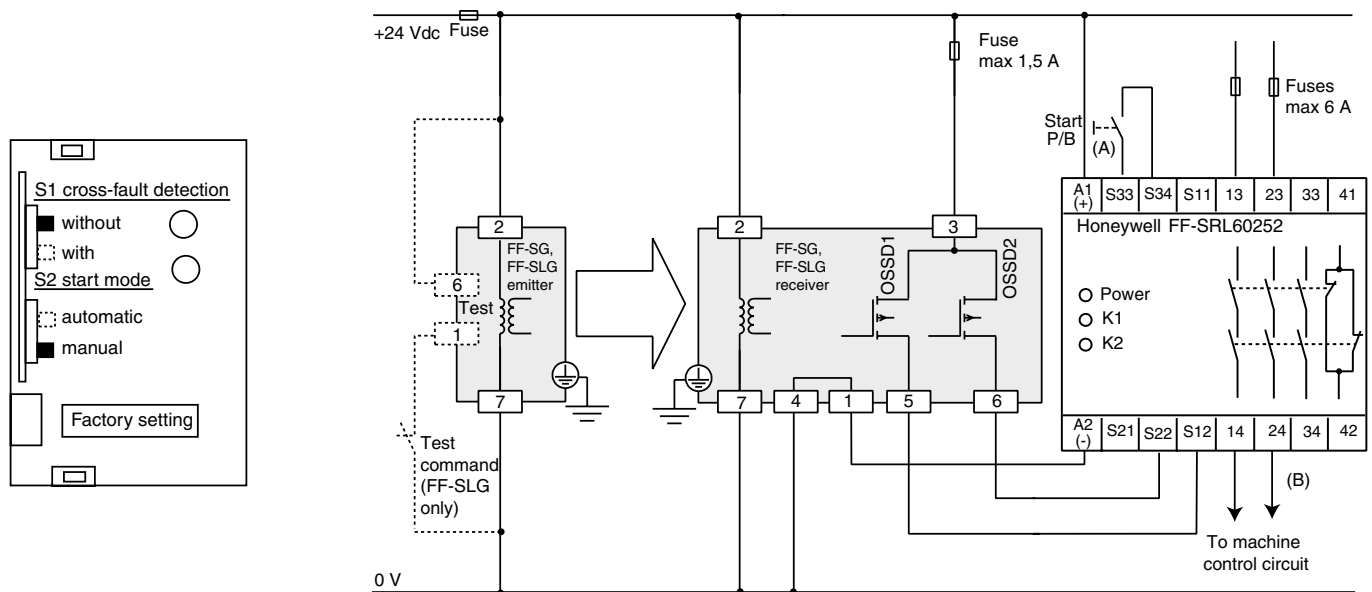 S1 cross-fault detection
without
with
S2 start mode
automatic
manual
Factory setting
+24 Vdc
Fuse
0 V
2
FF-SG,
FF-SLG
emitter
6
Test
1
7
Test
command
(FF-SLG
only)
2
FF-SG,
FF-SLG
receiver
3
OSSD1
OSSD2
7
4
1
5
6
Fuse
max 1,5 A
Start
P/B
(A)
Fuses
max 6 A
A1
(+)
S33
S34
S11
13
23
33
41
Honeywell FF-SRL60252
Power
K1
K2
A2
(-)
S21
S22
S12
14
24
34
42
(B)
To machine
control circuit